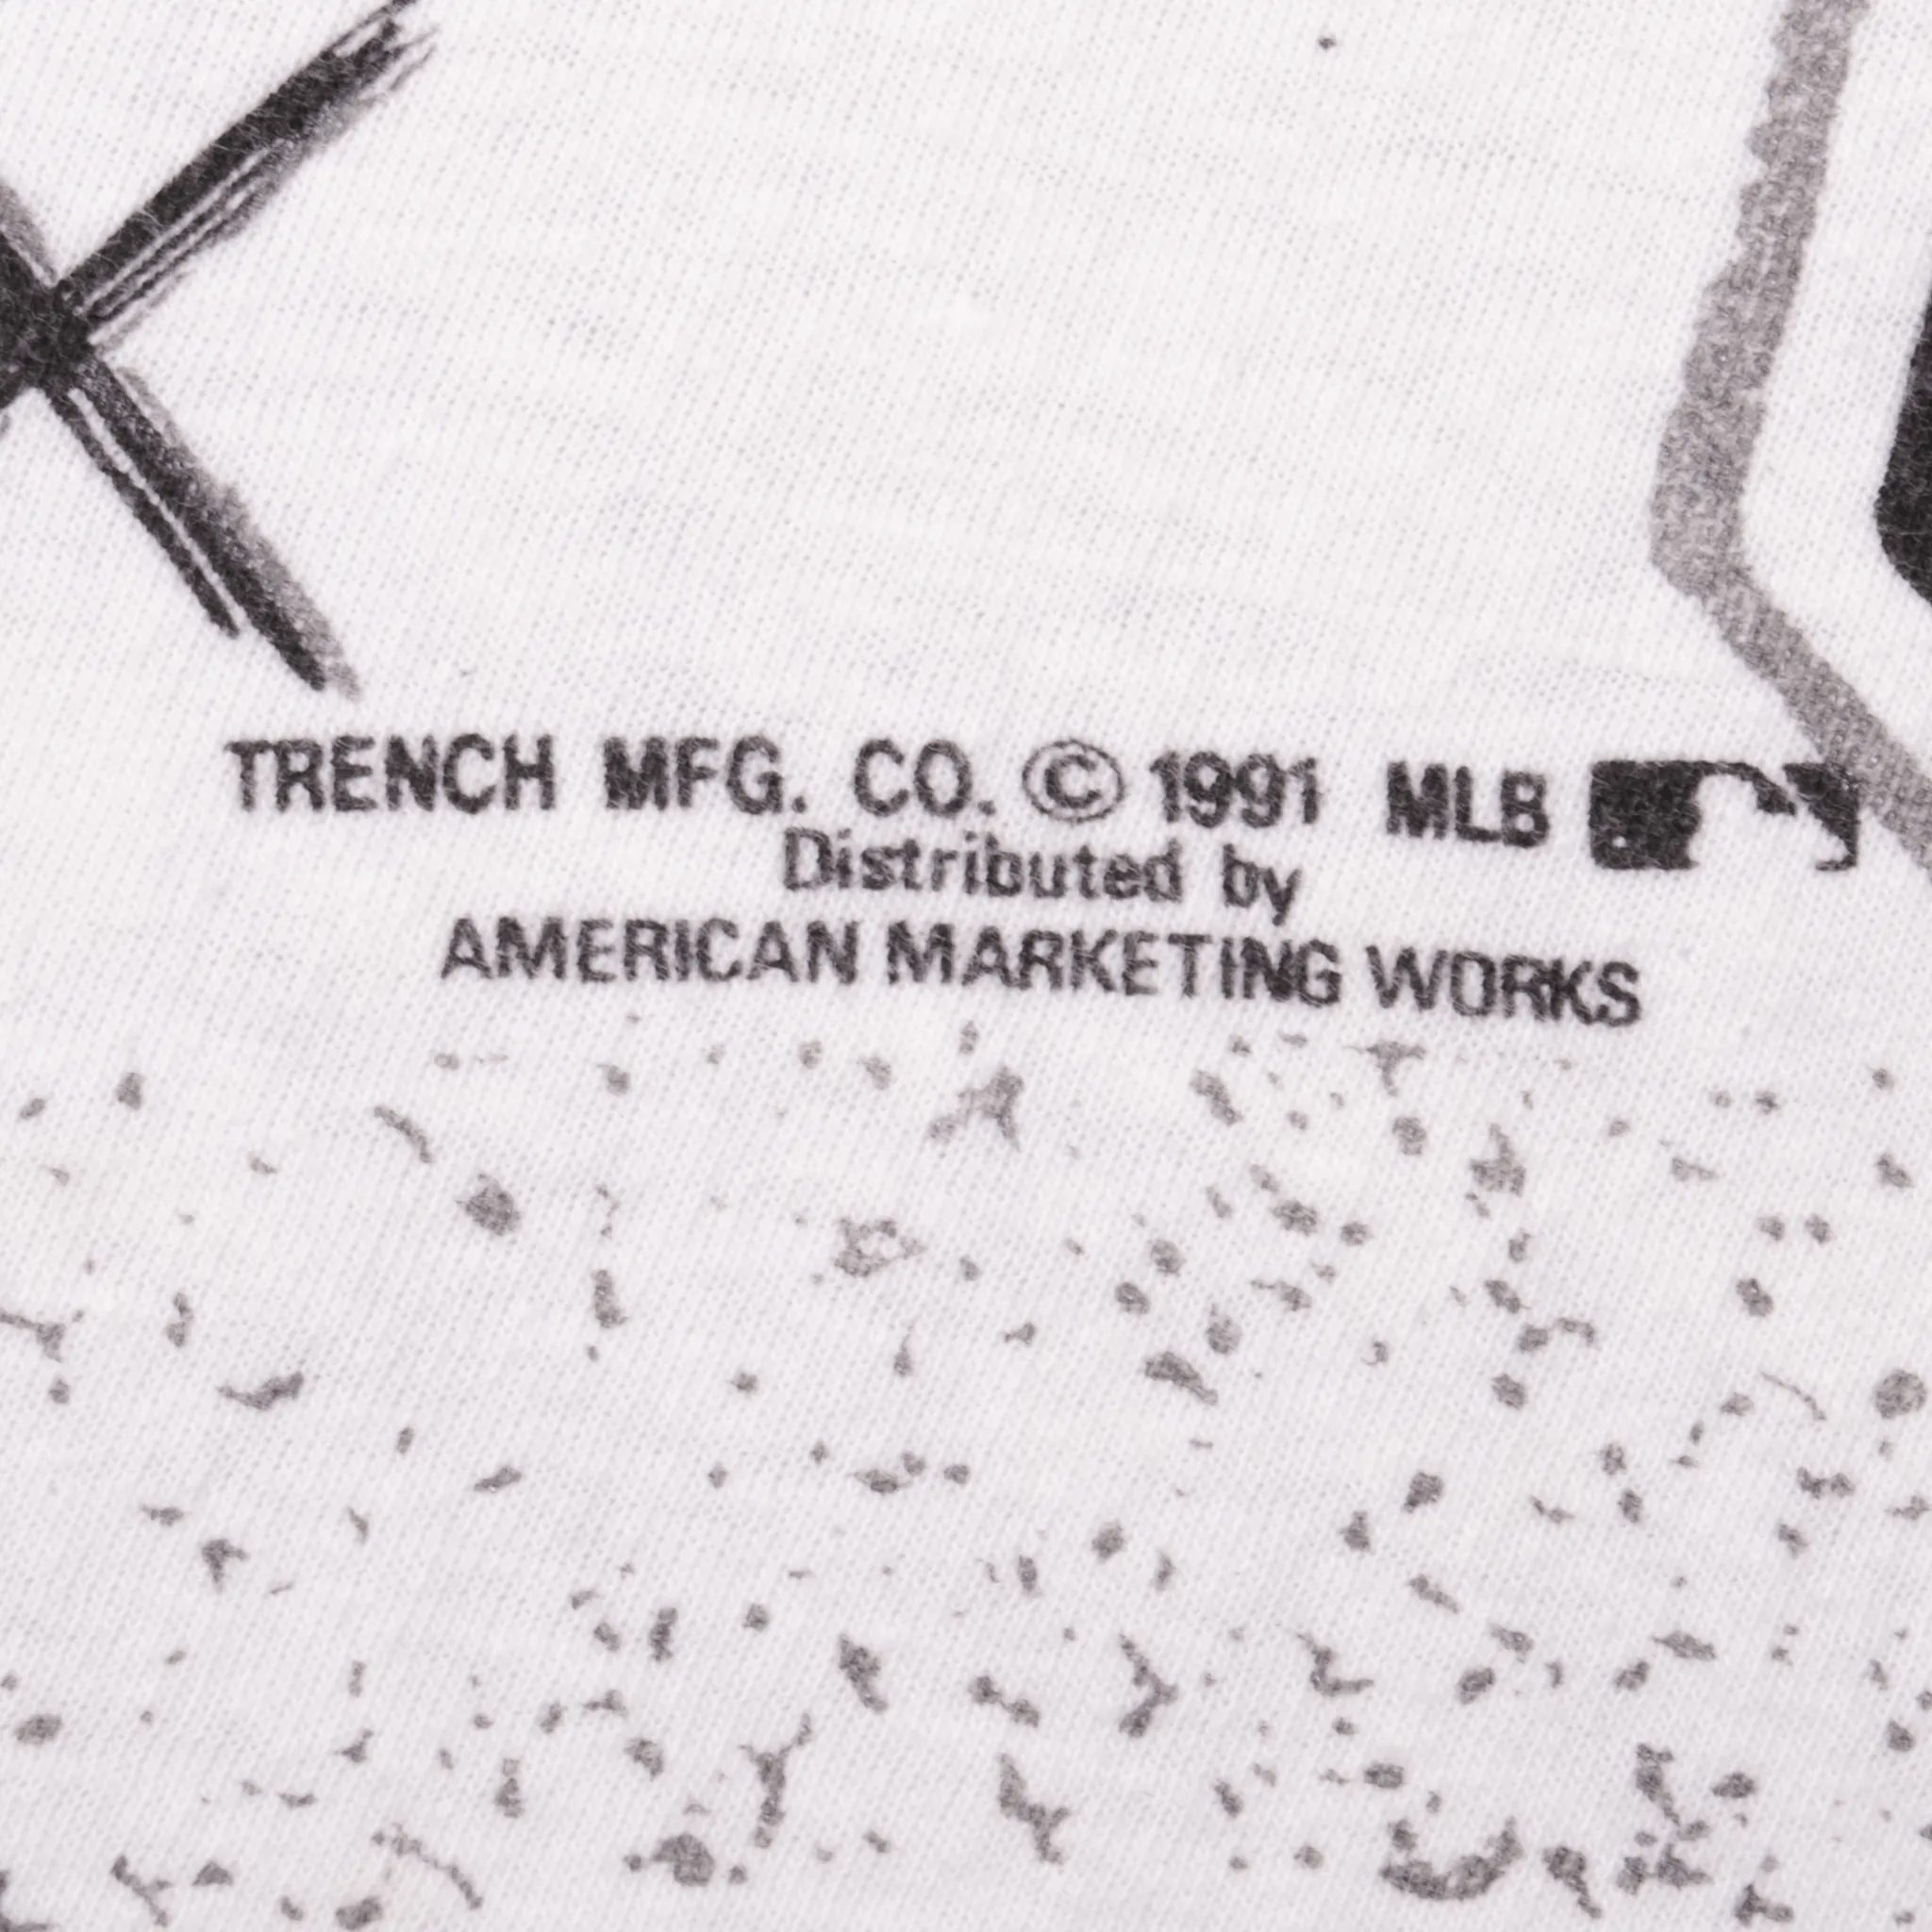 TRENCH MFG. CO. © 1991 MLB
Distributed by
AMERICAN MARKETING WORKS